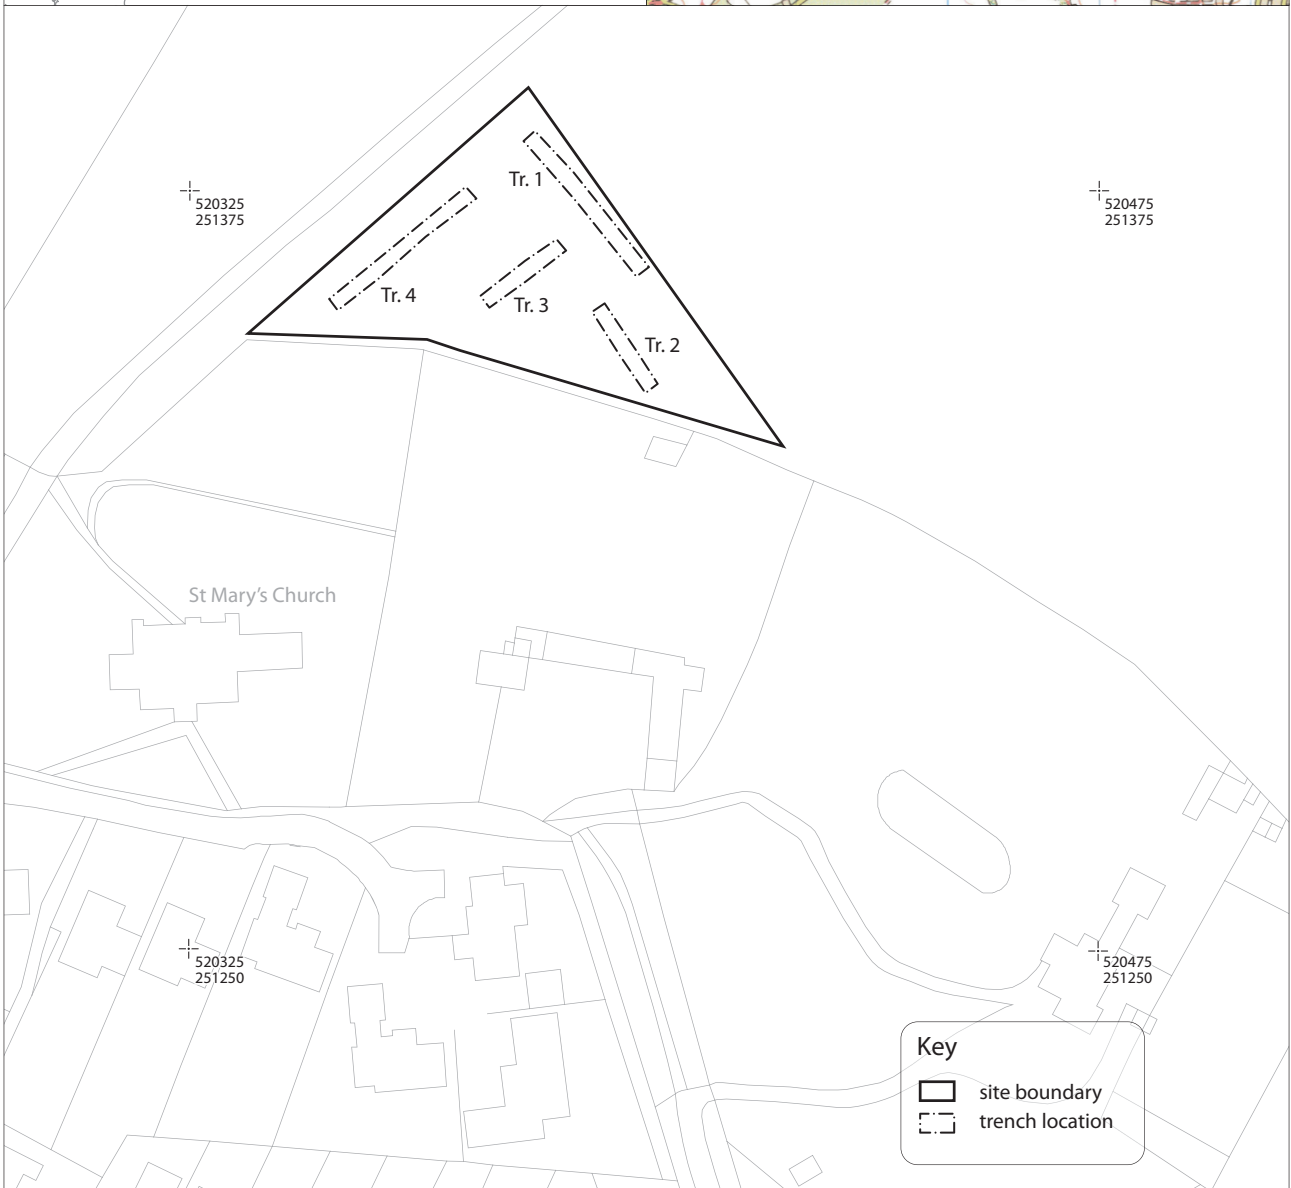 Tr. 1
520325
251375
520475
251375
Tr. 4
Tr. 3
Tr. 2
St Mary’s Church
520325
251250
520475
251250
Key
site boundary
trench location